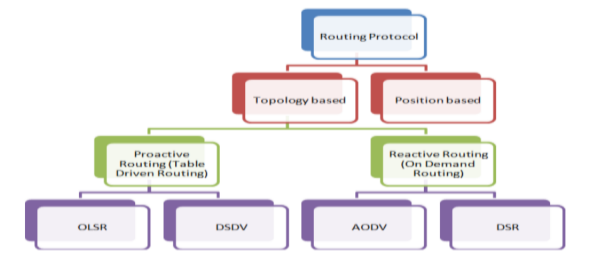 Routing Protocol
Topology based
Position based
Proactive
Routing (Table
Driven Routing)
Reactive Routing
(On Demand
Routing)
OLSR
DSDV
AODV
DSR